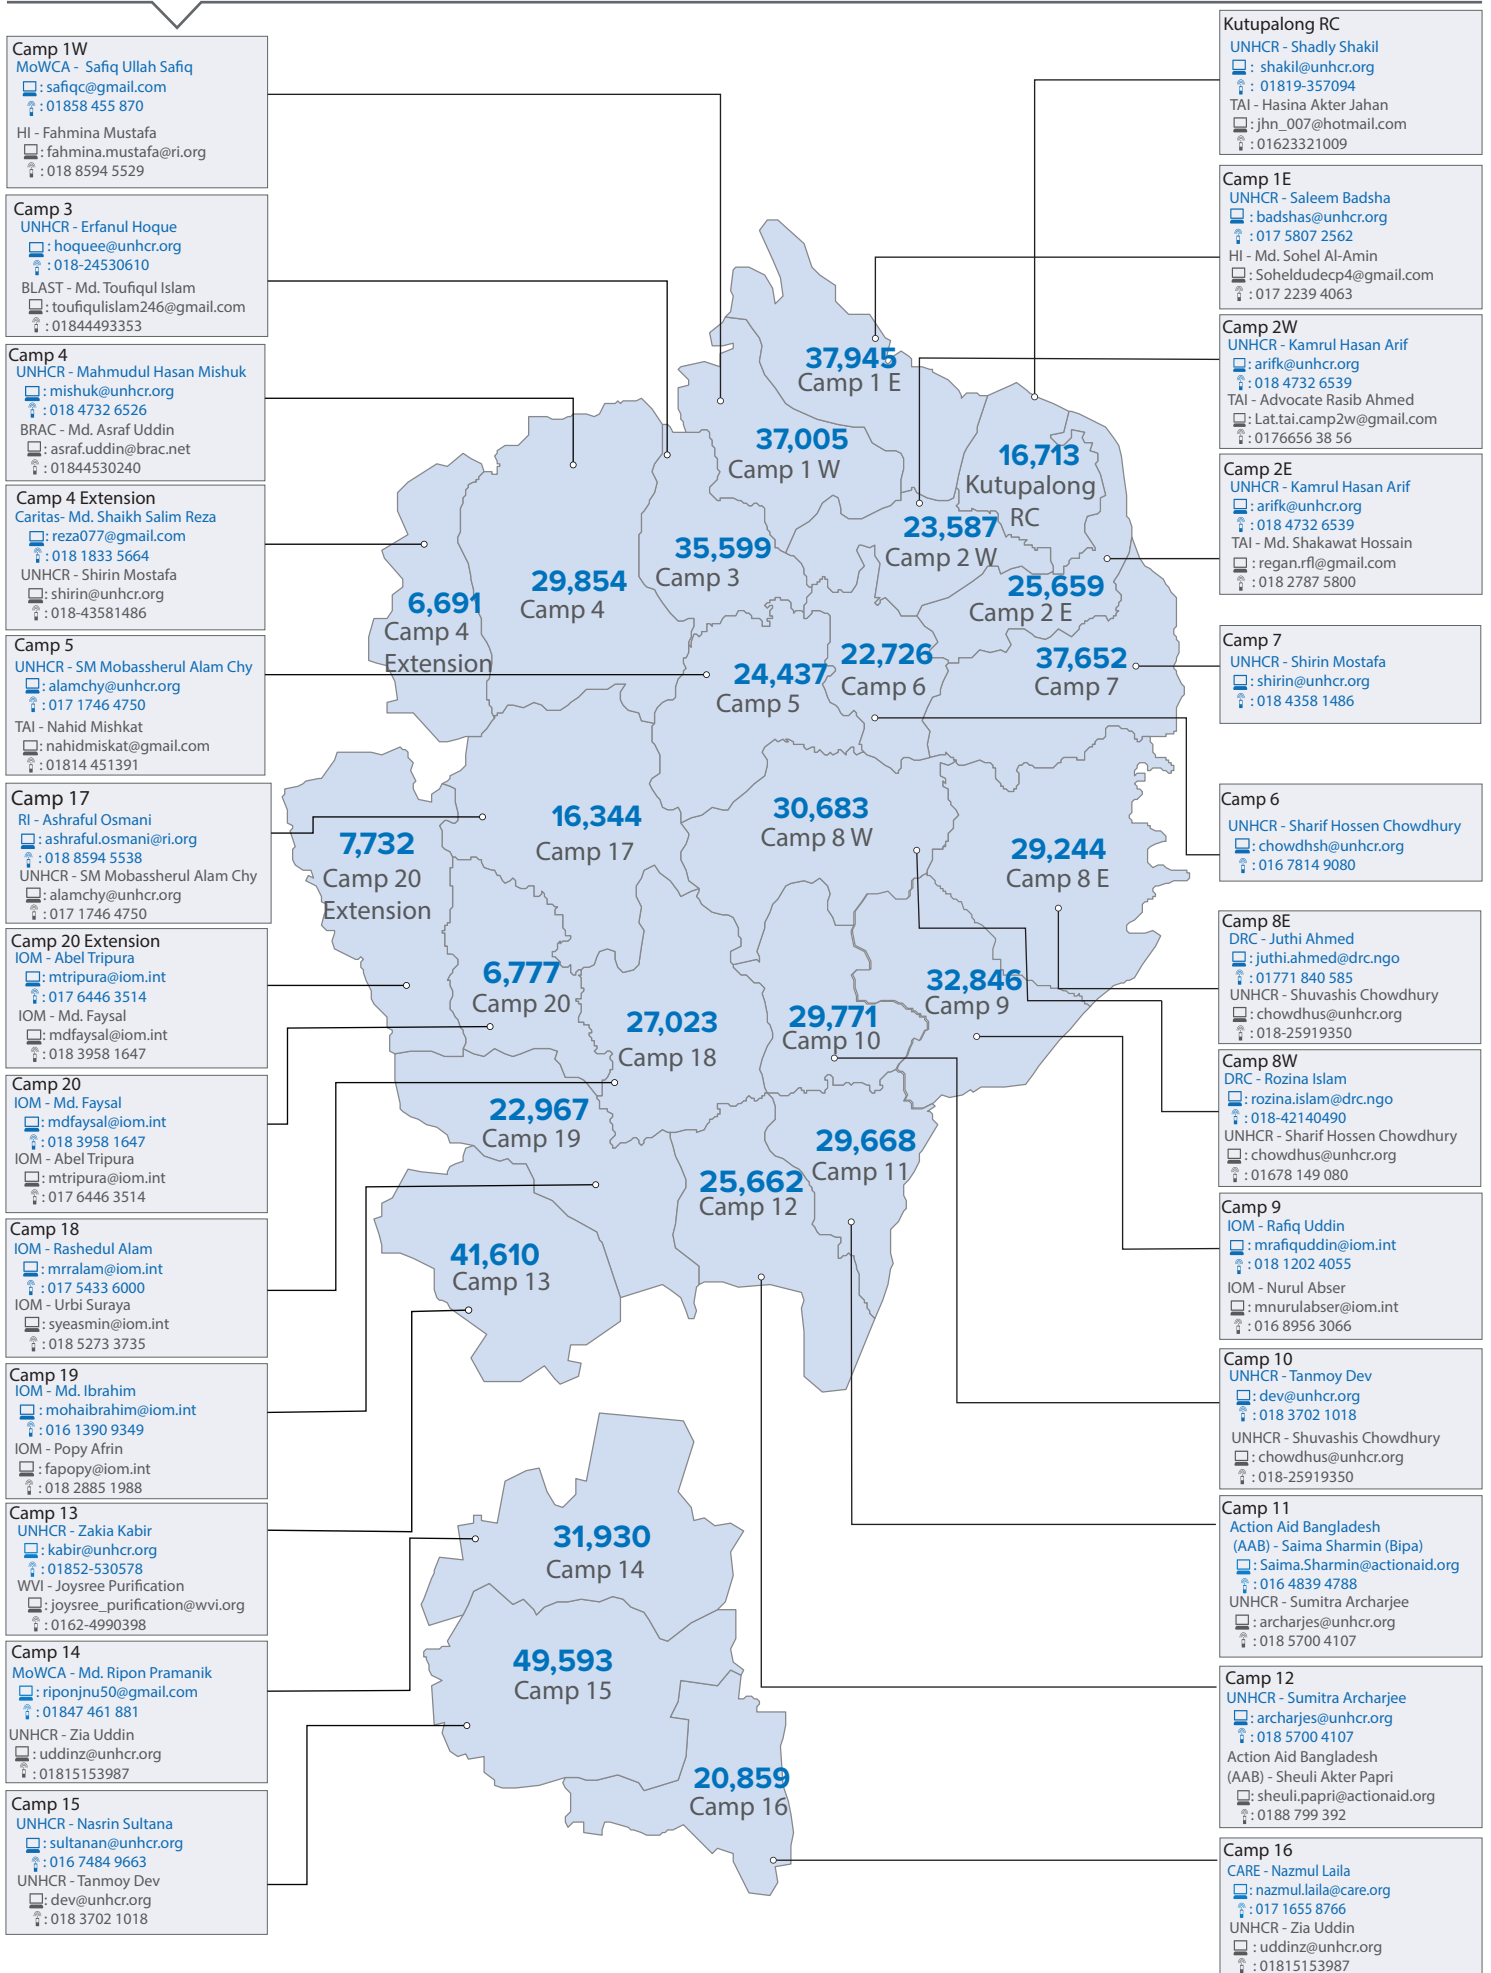 Camp 1W
MoWCA - Safiq Ullah Safiq
: safiqc@gmail.com
: 01858 455 870
HI - Fahmina Mustafa
: fahmina.mustafa@ri.org
: 018 8594 5529
Camp 3
UNHCR - Erfanul Hoque
: hoquee@unhcr.org
: 018-24530610
BLAST - Md. Toufiqul Islam
: toufiqulislam246@gmail.com
: 01844493353
Camp 4
UNHCR - Mahmudul Hasan Mishuk
: mishuk@unhcr.org
: 018 4732 6526
BRAC - Md. Asraf Uddin
: asraf.uddin@brac.net
: 01844530240
Camp 4 Extension
Caritas- Md. Shaikh Salim Reza
: reza077@gmail.com
: 018 1833 5664
UNHCR - Shirin Mostafa
: shirin@unhcr.org
: 018-43581486
Camp 5
UNHCR - SM Mobassherul Alam Chy
: alamchy@unhcr.org
: 017 1746 4750
TAI - Nahid Mishkat
: nahidmiskat@gmail.com
: 01814 451391
Camp 17
RI - Ashraful Osmani
: ashraful.osmani@ri.org
: 018 8594 5538
UNHCR - SM Mobassherul Alam Chy
: alamchy@unhcr.org
: 017 1746 4750
Camp 20 Extension
IOM - Abel Tripura
: mtripura@iom.int
: 017 6446 3514
IOM - Md. Faysal
: mdfaysal@iom.int
: 018 3958 1647
Camp 20
IOM - Md. Faysal
: mdfaysal@iom.int
: 018 3958 1647
IOM - Abel Tripura
: mtripura@iom.int
: 017 6446 3514
Camp 18
IOM - Rashedul Alam
: mrralam@iom.int
: 017 5433 6000
IOM - Urbi Suraya
: syeasmin@iom.int
: 018 5273 3735
Camp 19
IOM - Md. Ibrahim
: mohaibrahim@iom.int
: 016 1390 9349
IOM - Popy Afrin
: fapopy@iom.int
: 018 2885 1988
Camp 13
UNHCR - Zakia Kabir
: kabir@unhcr.org
: 01852-530578
WVI - Joysree Purification
: joysree_purification@wvi.org
: 0162-4990398
Camp 14
MoWCA - Md. Ripon Pramanik
: riponjnu50@gmail.com
: 01847 461 881
UNHCR - Zia Uddin
: uddinz@unhcr.org
: 01815153987
Camp 15
UNHCR - Nasrin Sultana
: sultanan@unhcr.org
: 016 7484 9663
UNHCR - Tanmoy Dev
: dev@unhcr.org
: 018 3702 1018
37,945
Camp 1 E
37,005
Camp 1 W
16,713
Kutupalong
RC
23,587
Camp 2 W
35,599
Camp 3
29,854
Camp 4
6,691
Camp 4
Extension
25,659
Camp 2 E
22,726
Camp 6
37,652
Camp 7
24,437
Camp 5
16,344
Camp 17
30,683
Camp 8 W
7,732
Camp 20
Extension
29,244
Camp 8 E
6,777
Camp 20
32,846
Camp 9
27,023
Camp 18
29,771
Camp 10
22,967
Camp 19
29,668
Camp 11
25,662
Camp 12
41,610
Camp 13
31,930
Camp 14
49,593
Camp 15
20,859
Camp 16
Kutupalong RC
UNHCR - Shadly Shakil
: shakil@unhcr.org
: 01819-357094
TAI - Hasina Akter Jahan
: jhn_007@hotmail.com
: 01623321009
Camp 1E
UNHCR - Saleem Badsha
: badshas@unhcr.org
: 017 5807 2562
HI - Md. Sohel Al-Amin
: Soheldudecp4@gmail.com
: 017 2239 4063
Camp 2W
UNHCR - Kamrul Hasan Arif
: arifk@unhcr.org
: 018 4732 6539
TAI - Advocate Rasib Ahmed
: Lat.tai.camp2w@gmail.com
: 0176656 38 56
Camp 2E
UNHCR - Kamrul Hasan Arif
: arifk@unhcr.org
: 018 4732 6539
TAI - Md. Shakawat Hossain
: regan.rfl@gmail.com
: 018 2787 5800
Camp 7
UNHCR - Shirin Mostafa
: shirin@unhcr.org
: 018 4358 1486
Camp 6
UNHCR - Sharif Hossen Chowdhury
: chowdhsh@unhcr.org
: 016 7814 9080
Camp 8E
DRC - Juthi Ahmed
: juthi.ahmed@drc.ngo
: 01771 840 585
UNHCR - Shuvashis Chowdhury
: chowdhus@unhcr.org
: 018-25919350
Camp 8W
DRC - Rozina Islam
: rozina.islam@drc.ngo
: 018-42140490
UNHCR - Sharif Hossen Chowdhury
: chowdhus@unhcr.org
: 01678 149 080
Camp 9
IOM - Rafiq Uddin
: mrafiquddin@iom.int
: 018 1202 4055
IOM - Nurul Abser
: mnurulabser@iom.int
: 016 8956 3066
Camp 10
UNHCR - Tanmoy Dev
: dev@unhcr.org
: 018 3702 1018
UNHCR - Shuvashis Chowdhury
: chowdhus@unhcr.org
: 018-25919350
Camp 11
Action Aid Bangladesh
(AAB) - Saima Sharmin (Bipa)
: Saima.Sharmin@actionaid.org
: 016 4839 4788
UNHCR - Sumitra Archarjee
: archarjes@unhcr.org
: 018 5700 4107
Camp 12
UNHCR - Sumitra Archarjee
: archarjes@unhcr.org
: 018 5700 4107
Action Aid Bangladesh
(AAB) - Sheuli Akter Papri
: sheuli.papri@actionaid.org
: 0188 799 392
Camp 16
CARE - Nazmul Laila
: nazmul.laila@care.org
: 017 1655 8766
UNHCR - Zia Uddin
: uddinz@unhcr.org
: 01815153987